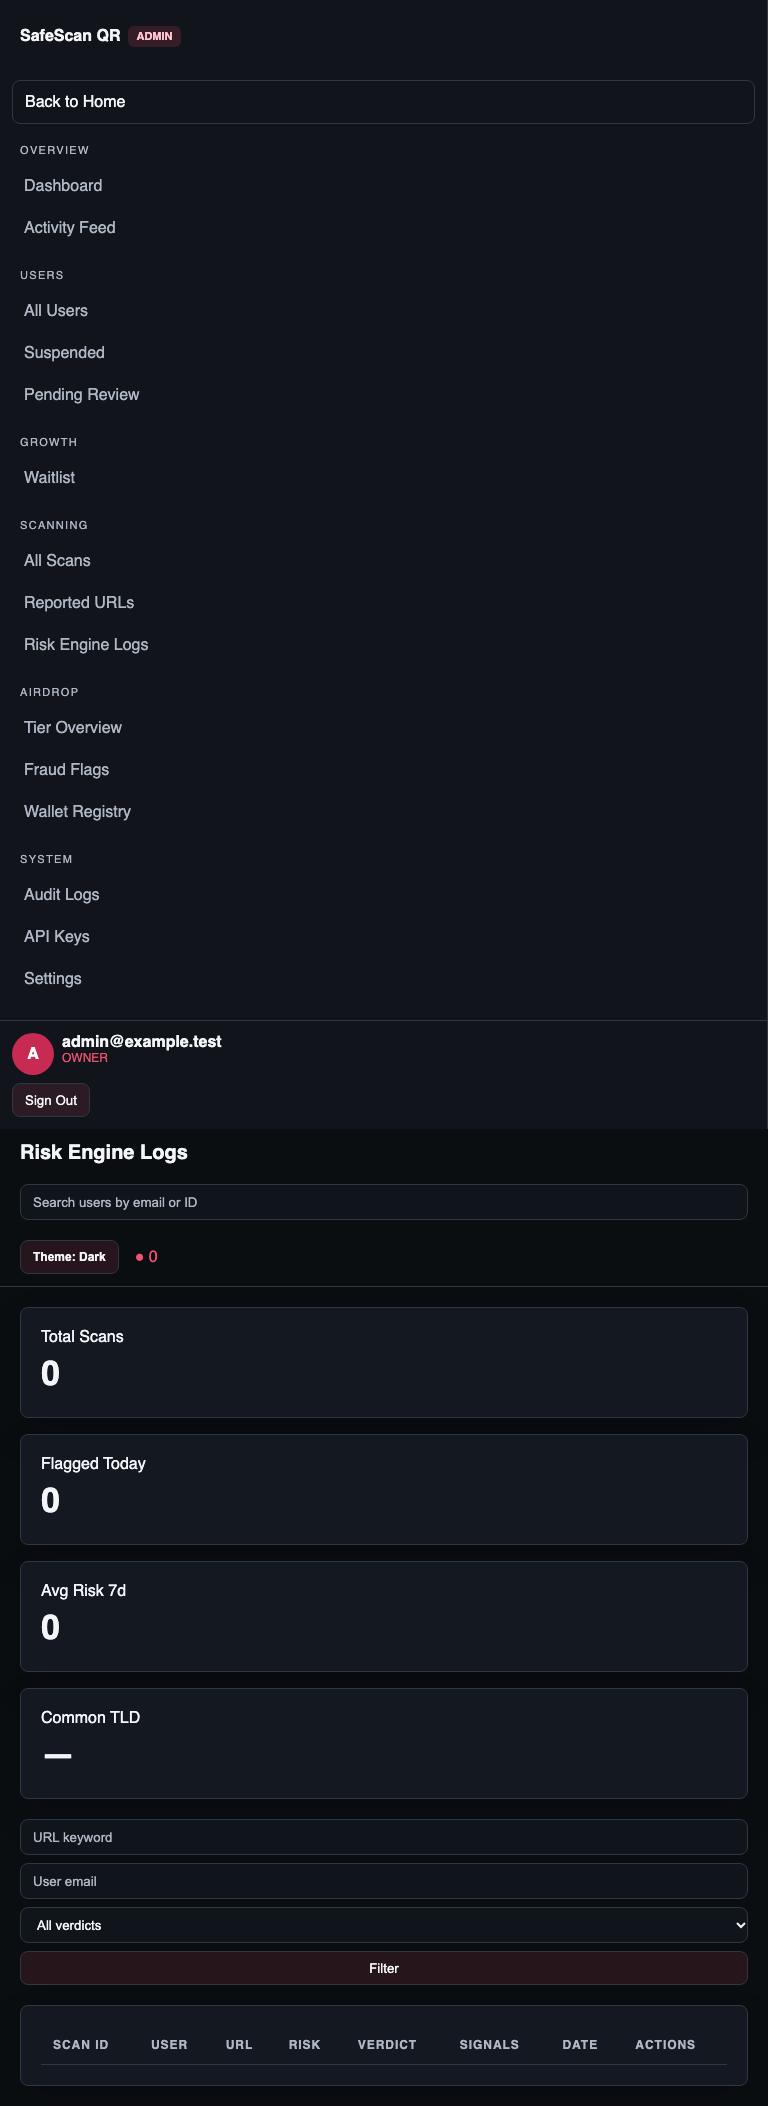 SafeScan QR ADMIN
Back to Home
OVERVIEW
Dashboard
Activity Feed
USERS
All Users
Suspended
Pending Review
GROWTH
Waitlist
SCANNING
All Scans
Reported URLs
Risk Engine Logs
AIRDROP
Tier Overview
Fraud Flags
Wallet Registry
SYSTEM
Audit Logs
API Keys
Settings
A admin@example.test
OWNER
Sign Out
Risk Engine Logs
Search users by email or ID
Theme: Dark ● 0
Total Scans
0
Flagged Today
0
Avg Risk 7d
0
Common TLD
—
URL keyword
User email
All verdicts
Filter
SCAN ID USER URL RISK VERDICT SIGNALS DATE ACTIONS